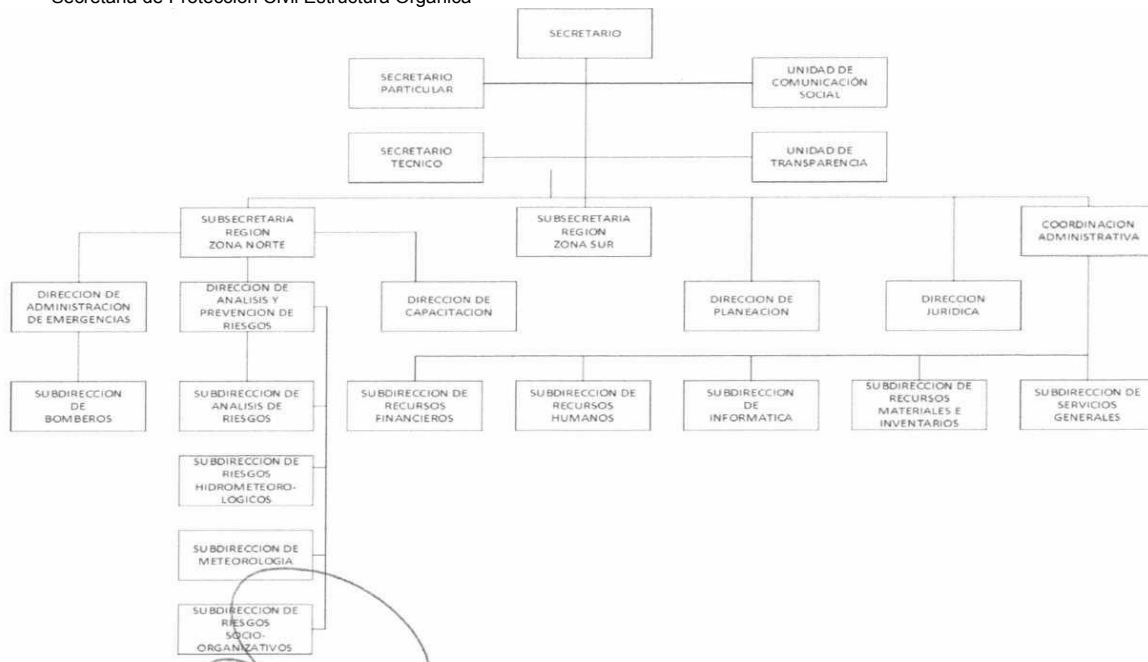 Secretaría de Protección Civil Estructura Orgánica
SECRETARIO
SECRETARIO
PARTICULAR
UNIDAD DE
COMUNICACIÓN
SOCIAL
SECRETARIO
TECNICO
UNIDAD DE
TRANSPARENCIA
SUBSECRETARIA
REGION
ZONA NORTE
SUBSECRETARIA
REGION
ZONA SUR
COORDINACION
ADMINISTRATIVA
DIRECCION DE
ADMINISTRACION
DE EMERGENCIAS
DIRECCION DE
ANALISIS Y
PREVENCION DE
RIESGOS
DIRECCION DE
CAPACITACION
DIRECCION DE
PLANEACION
DIRECCION
JURIDICA
SUBDIRECCION
DE
BOMBEROS
SUBDIRECCION DE
ANALISIS DE
RIESGOS
SUBDIRECCION DE
RECURSOS
FINANCIEROS
SUBDIRECCION DE
RECURSOS
HUMANOS
SUBDIRECCION
DE
INFORMATICA
SUBDIRECCION DE
RECURSOS
MATERIALES E
INVENTARIOS
SUBDIRECCION DE
SERVICIOS
GENERALES
SUBDIRECCION DE
RIESGOS
HIDROMETEORO-
LOGICOS
SUBDIRECCION DE
METEOROLOGIA
SUBDIRECCION DE
RIESGOS
SOCIO-
ORGANIZATIVOS